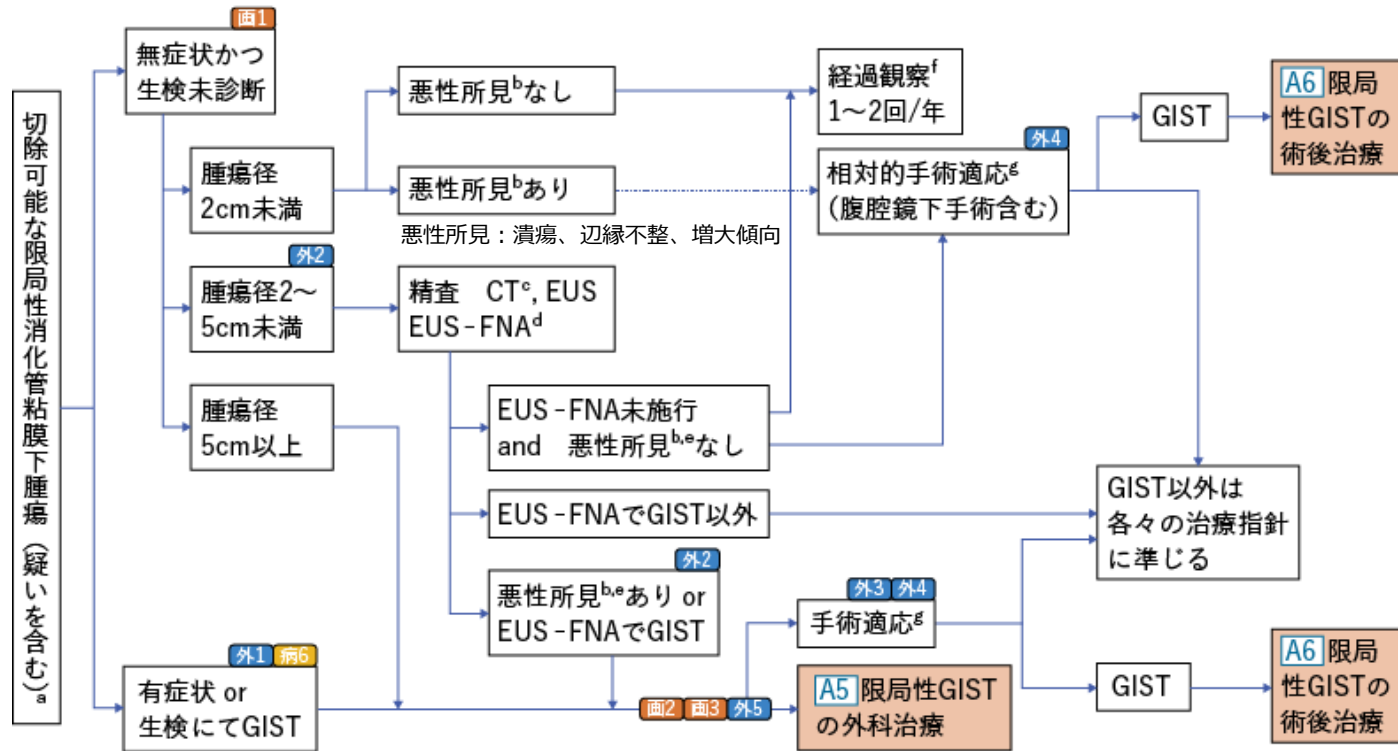 切除可能な限局性消化管粘膜下腫瘍（疑いを含む）a
画1
無症状かつ
生検未診断
腫瘍径
2cm未満
悪性所見bなし
悪性所見bあり
悪性所見：潰瘍、辺縁不整、増大傾向
経過観察f
1〜2回/年
外4
相対的手術適応g
(腹腔鏡下手術含む)
GIST
A6 限局
性GISTの
術後治療
外2
腫瘍径2〜
5cm未満
精査 CTc, EUS
EUS-FNAd
腫瘍径
5cm以上
EUS-FNA未施行
and 悪性所見b,eなし
EUS-FNAでGIST以外
外2
悪性所見b,eあり or
EUS-FNAでGIST
GIST以外は
各々の治療指針
に準じる
外1 病6
有症状 or
生検にてGIST
画2 画3 外5
外3 外4
手術適応g
A5 限局性GIST
の外科治療
GIST
A6 限局
性GISTの
術後治療